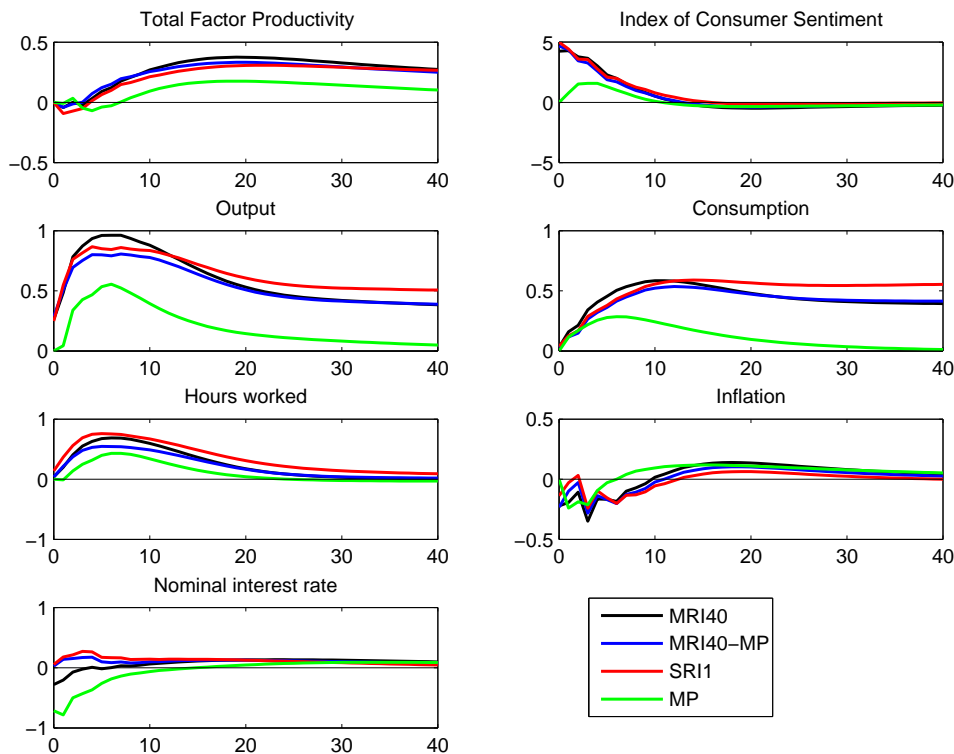 Total Factor Productivity
0.5
0
−0.5
0 10 20 30 40
Index of Consumer Sentiment
5
0
−5
0 10 20 30 40
Output
1
0.5
0
0 10 20 30 40
Consumption
1
0.5
0
0 10 20 30 40
Hours worked
1
0
−1
0 10 20 30 40
Inflation
0.5
0
−0.5
0 10 20 30 40
Nominal interest rate
1
0
−1
0 10 20 30 40
MRI40
MRI40−MP
SRI1
MP